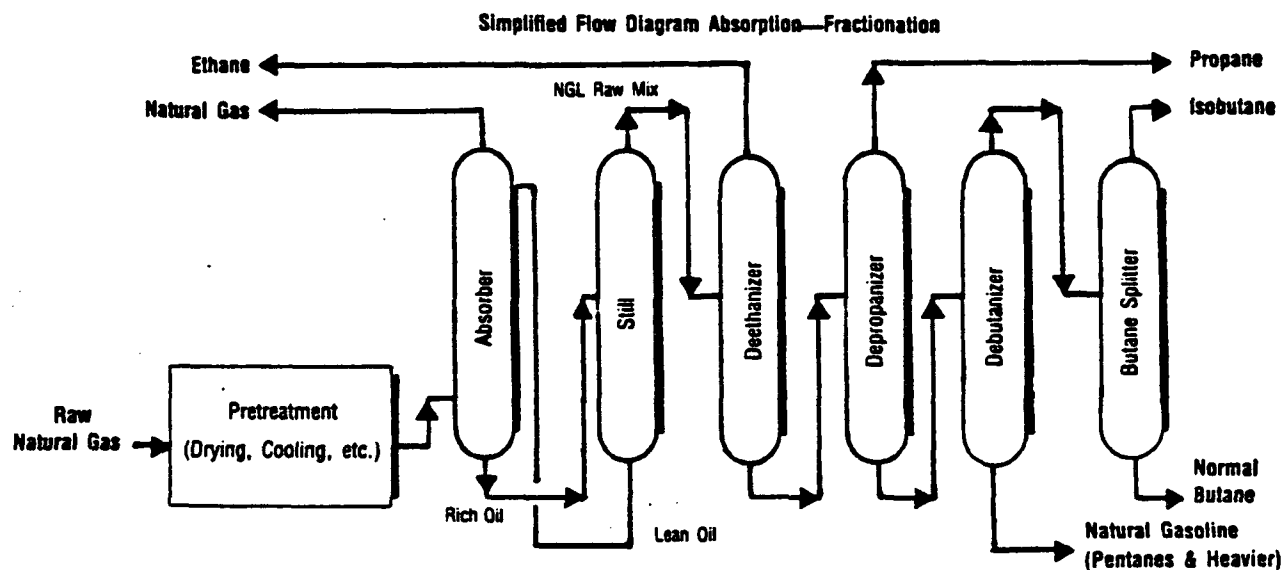 Simplified Flow Diagram Absorption—Fractionation
Ethane
Propane
NGL Raw Mix
Natural Gas
Isobutane
Absorber
Still
Deethanizer
Depropanizer
Debutanizer
Butane Splitter
Pretreatment
(Drying, Cooling, etc.)
Raw
Natural Gas
Rich Oil
Lean Oil
Normal
Butane
Natural Gasoline
(Pentanes & Heavier)